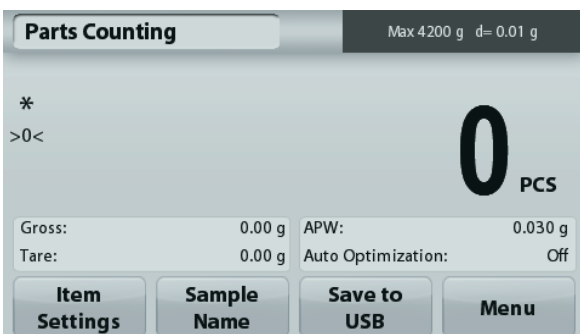 Parts Counting
Max 4200 g d= 0.01 g
*
>0<
0 PCS
Gross: 0.00 g APW: 0.030 g
Tare: 0.00 g Auto Optimization: Off
Item Settings
Sample Name
Save to USB
Menu